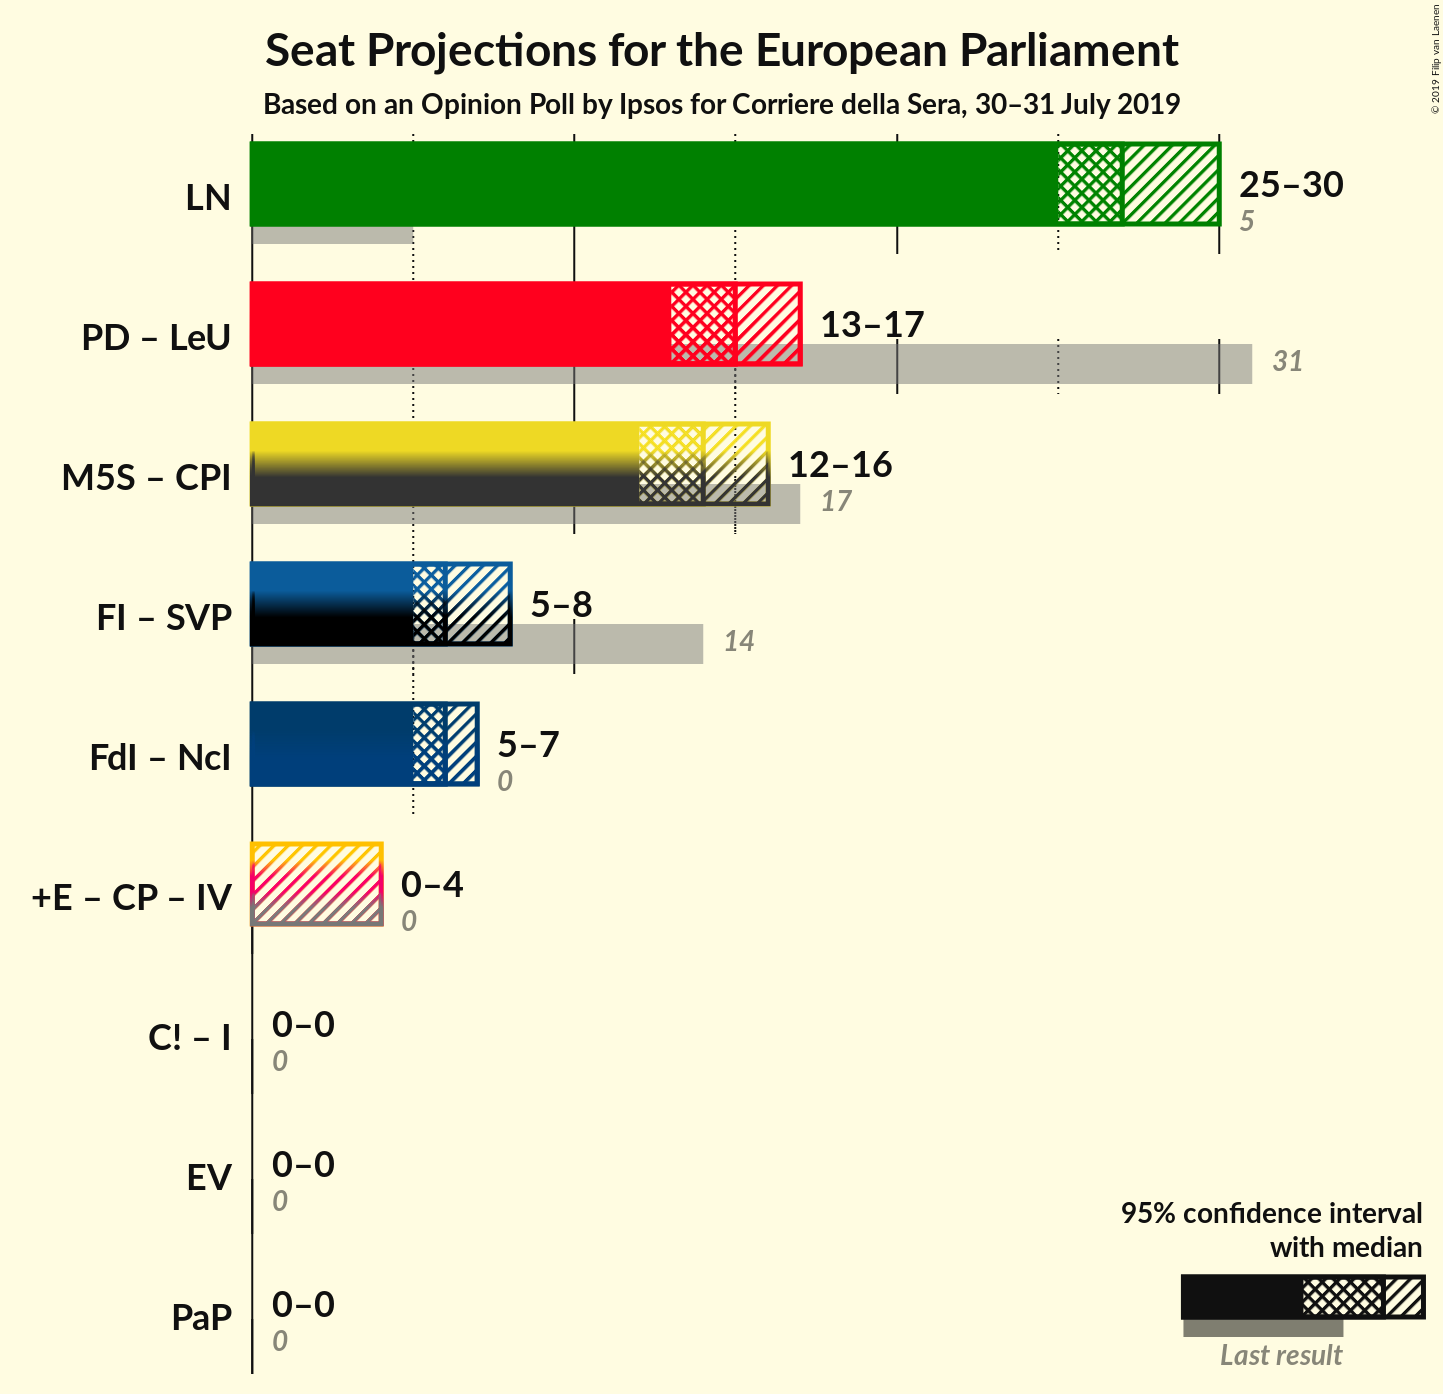 Seat Projections for the European Parliament
Based on an Opinion Poll by Ipsos for Corriere della Sera, 30–31 July 2019
© 2019 Filip van Laenen
LN
25–30
5
PD – LeU
13–17
31
M5S – CPI
12–16
17
FI – SVP
5–8
14
FdI – NcI
5–7
0
+E – CP – IV
0–4
0
C! – I
0–0
0
EV
0–0
0
PaP
0–0
0
95% confidence interval
with median
Last result